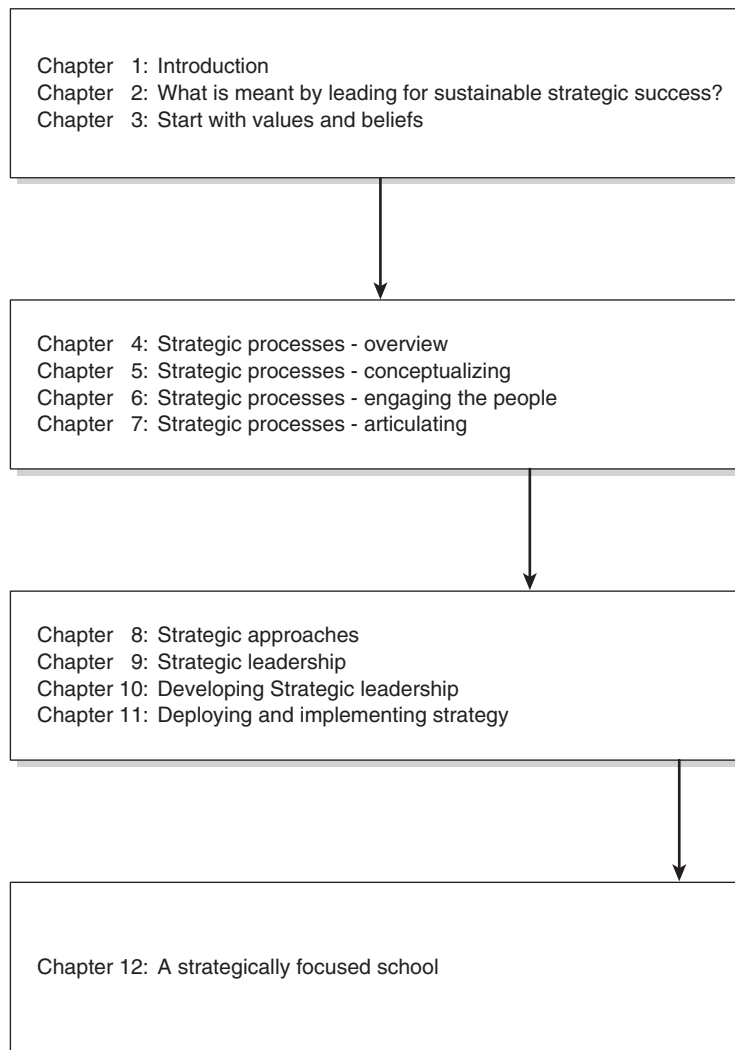 Chapter 1: Introduction
Chapter 2: What is meant by leading for sustainable strategic success?
Chapter 3: Start with values and beliefs
Chapter 4: Strategic processes - overview
Chapter 5: Strategic processes - conceptualizing
Chapter 6: Strategic processes - engaging the people
Chapter 7: Strategic processes - articulating
Chapter 8: Strategic approaches
Chapter 9: Strategic leadership
Chapter 10: Developing Strategic leadership
Chapter 11: Deploying and implementing strategy
Chapter 12: A strategically focused school